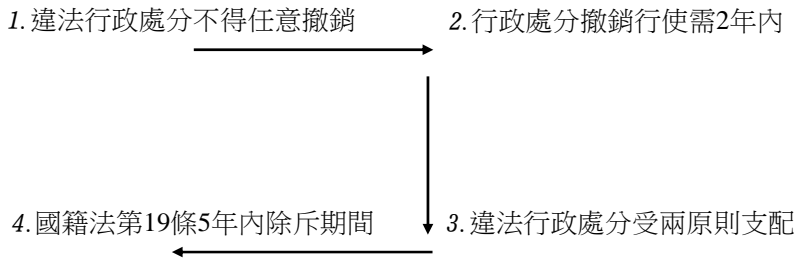 1.違法行政處分不得任意撤銷
2.行政處分撤銷行使需2年內
4.國籍法第19條5年內除斥期間
3.違法行政處分受兩原則支配